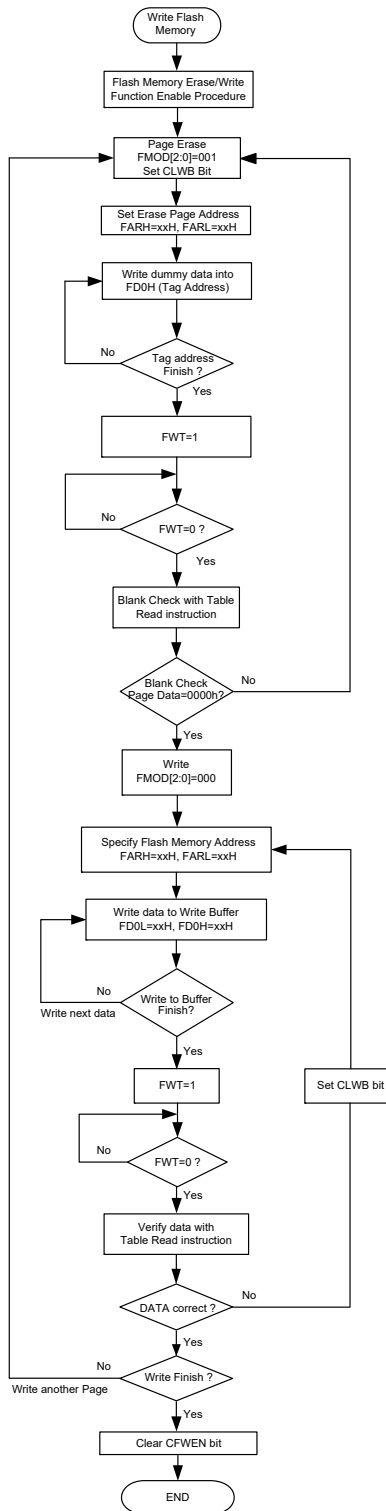 Write Flash
Memory
Flash Memory Erase/Write
Function Enable Procedure
Page Erase
FMOD[2:0]=001
Set CLWB Bit
Set Erase Page Address
FARH=xxH, FARL=xxH
Write dummy data into
FD0H (Tag Address)
No
Tag address
Finish ?
Yes
FWT=1
No
FWT=0 ?
Yes
Blank Check with Table
Read instruction
Blank Check
Page Data=0000h?
No
Yes
Write
FMOD[2:0]=000
Specify Flash Memory Address
FARH=xxH, FARL=xxH
Write data to Write Buffer
FD0L=xxH, FD0H=xxH
No
Write next data
Write to Buffer
Finish?
Yes
FWT=1
Set CLWB bit
No
FWT=0 ?
Yes
Verify data with
Table Read instruction
DATA correct ?
No
Yes
No
Write another Page
Write Finish ?
Yes
Clear CFWEN bit
END